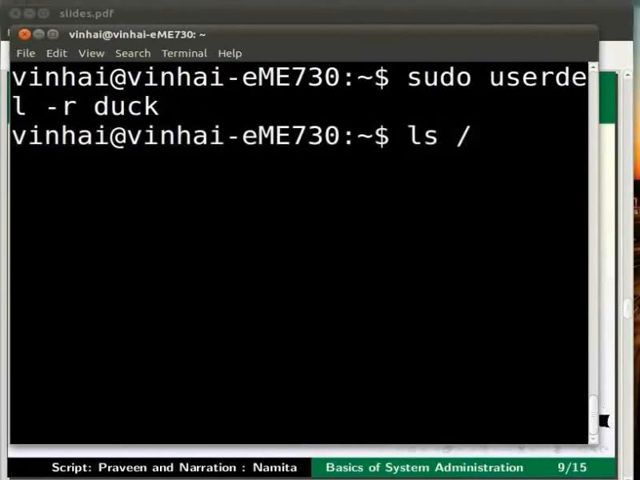 slides.pdf
vinhai@vinhai-eME730: ~
File Edit View Search Terminal Help
vinhai@vinhai-eME730:~$ sudo userde
l -r duck
vinhai@vinhai-eME730:~$ ls /
Script: Praveen and Narration : Namita Basics of System Administration 9/15